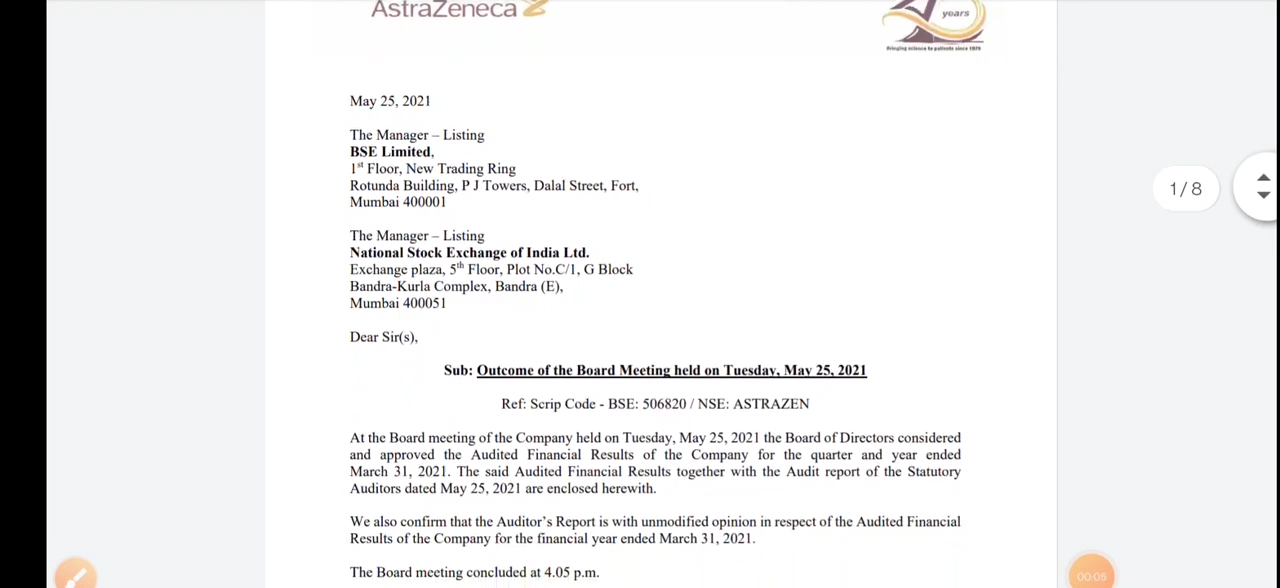 AstraZeneca
years
Bringing science to patients since 1979
May 25, 2021
1/8
The Manager – Listing
BSE Limited,
1st Floor, New Trading Ring
Rotunda Building, P J Towers, Dalal Street, Fort,
Mumbai 400001
The Manager – Listing
National Stock Exchange of India Ltd.
Exchange plaza, 5th Floor, Plot No.C/1, G Block
Bandra-Kurla Complex, Bandra (E),
Mumbai 400051
Dear Sir(s),
Sub: Outcome of the Board Meeting held on Tuesday, May 25, 2021
Ref: Scrip Code - BSE: 506820 / NSE: ASTRAZEN
At the Board meeting of the Company held on Tuesday, May 25, 2021 the Board of Directors considered
and approved the Audited Financial Results of the Company for the quarter and year ended
March 31, 2021. The said Audited Financial Results together with the Audit report of the Statutory
Auditors dated May 25, 2021 are enclosed herewith.
We also confirm that the Auditor's Report is with unmodified opinion in respect of the Audited Financial
Results of the Company for the financial year ended March 31, 2021.
The Board meeting concluded at 4.05 p.m.
00:05